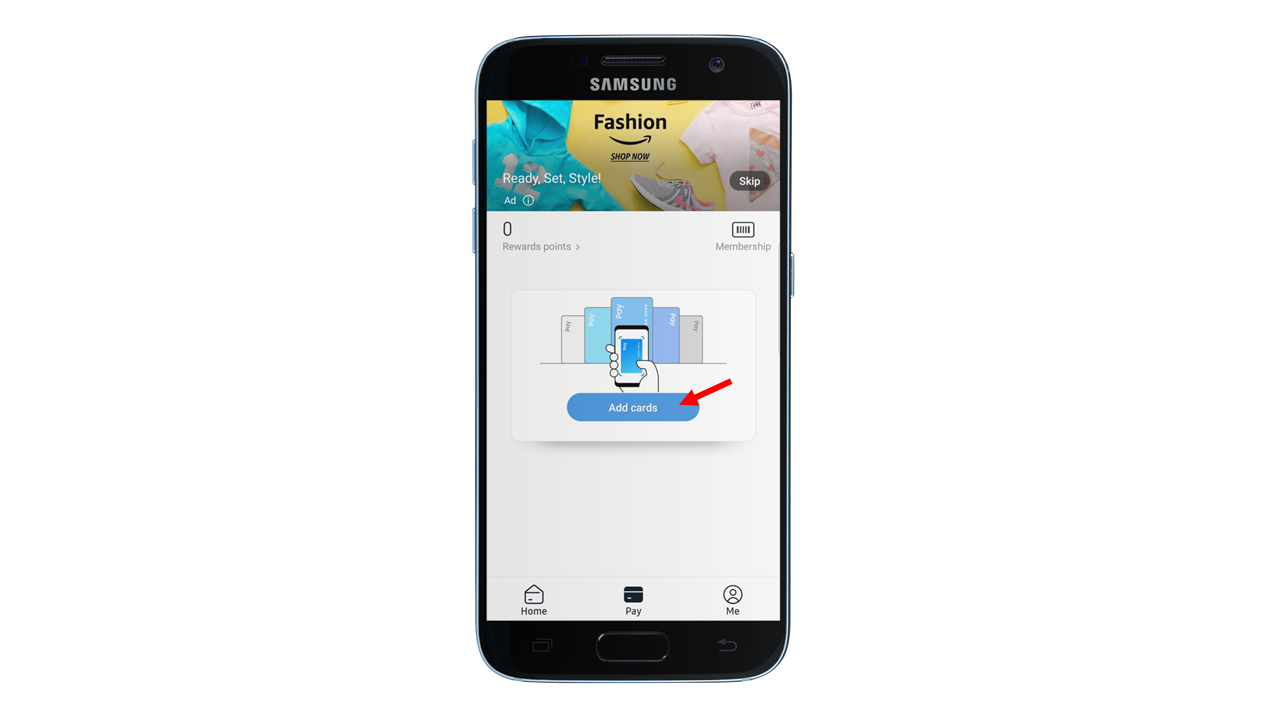 SAMSUNG
Fashion
SHOP NOW
Ready, Set, Style!
Skip
Ad
0
Rewards points >
Membership
Pay
Pay
Pay
Pay
Pay
Add cards
Home
Pay
Me